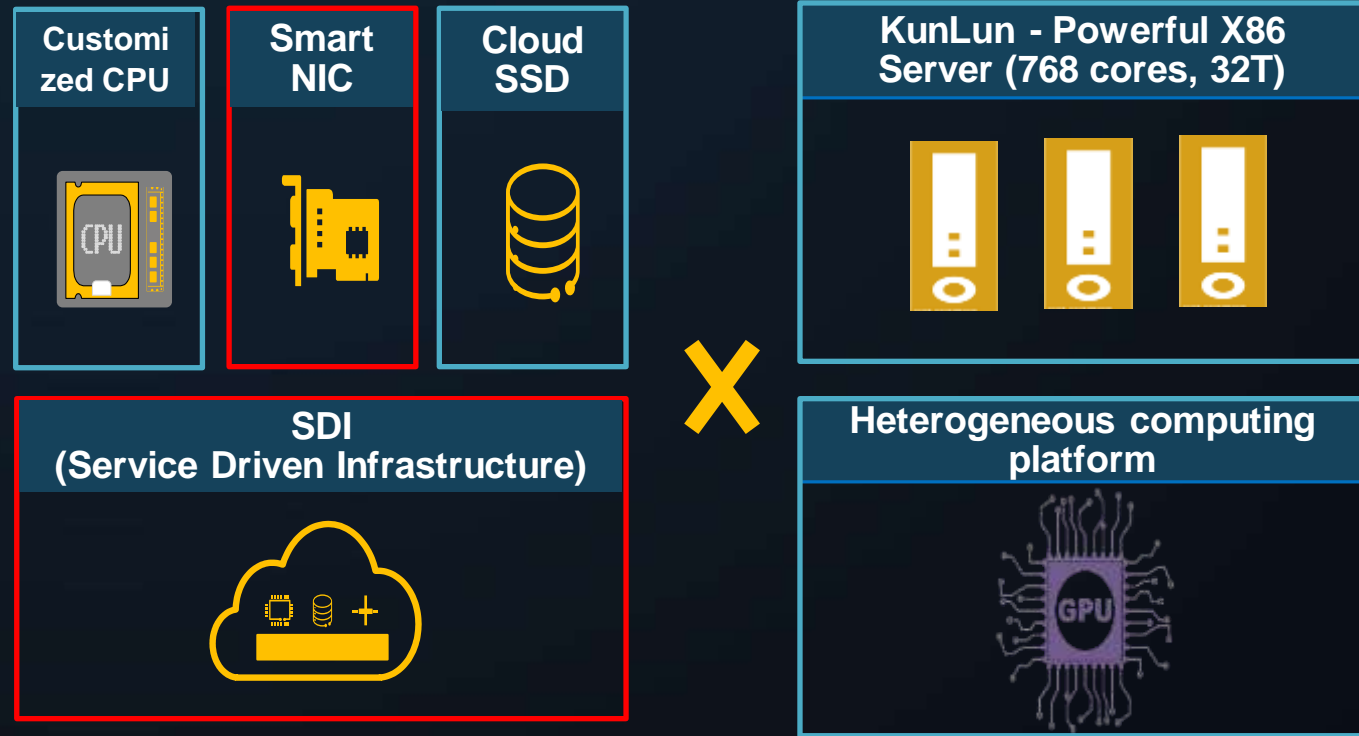 Customi
zed CPU
Smart
NIC
Cloud
SSD
KunLun - Powerful X86
Server (768 cores, 32T)
CPU
X
SDI
(Service Driven Infrastructure)
Heterogeneous computing
platform
GPU